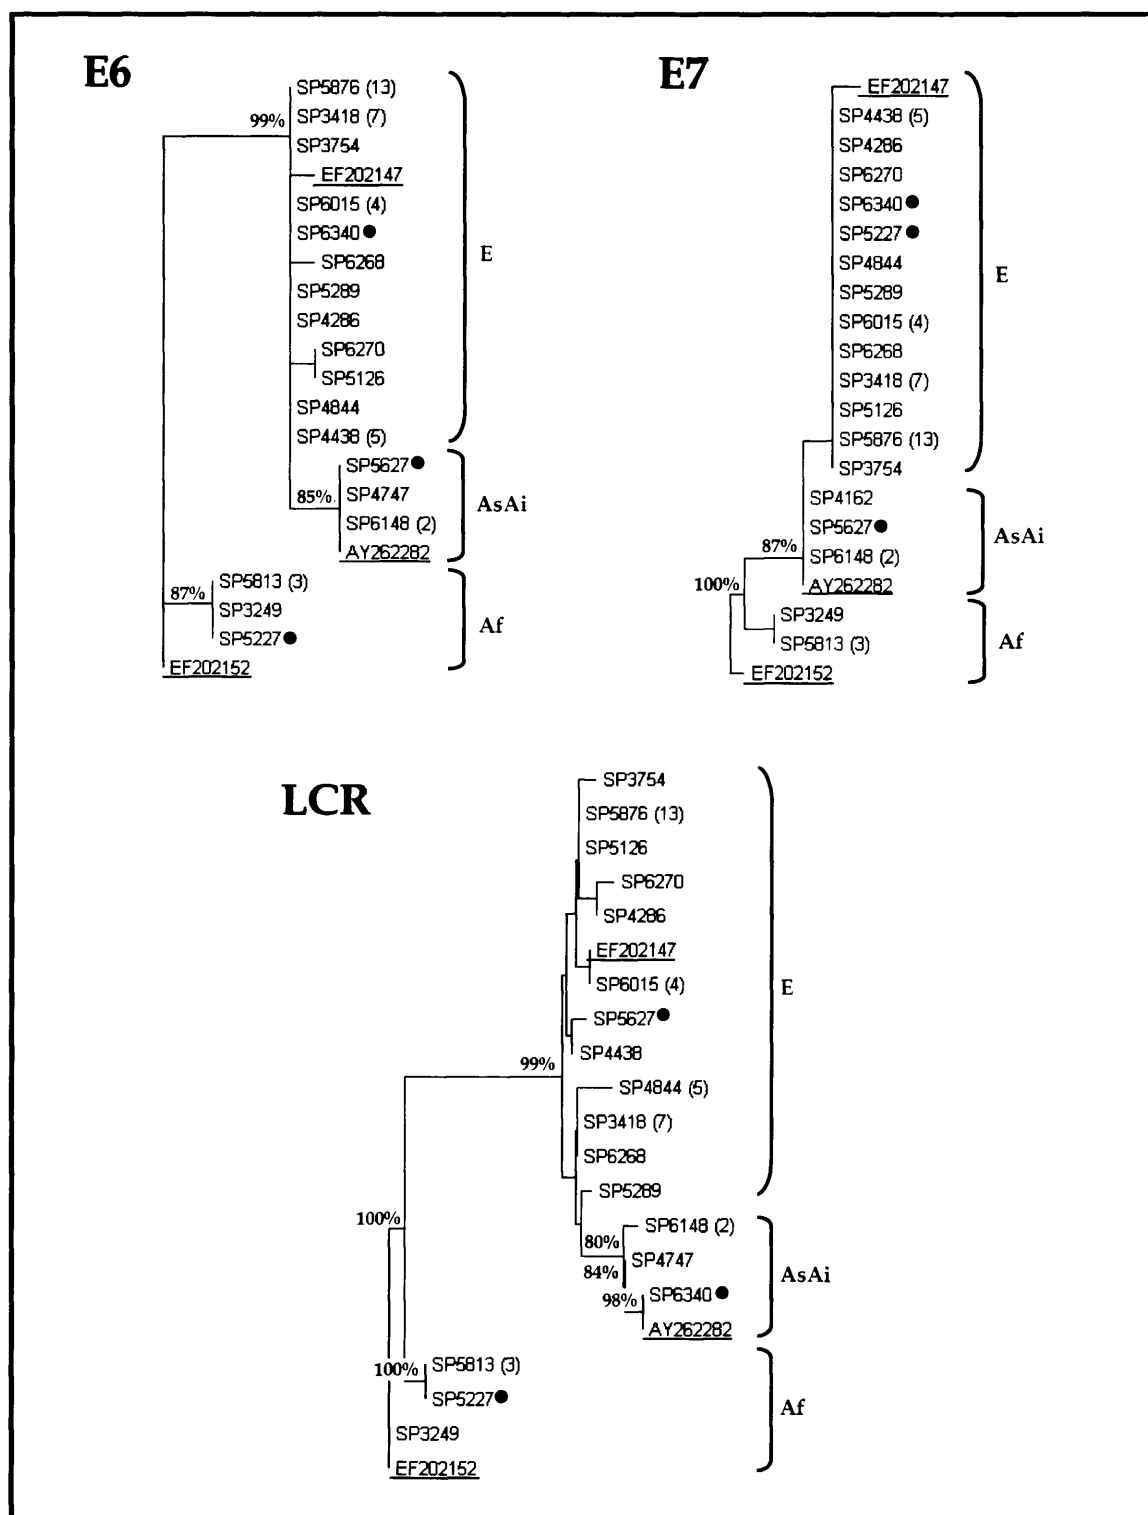 E6
SP5876 (13)
99%
SP3418 (7)
SP3754
EF202147
SP6015 (4)
SP6340
E
SP6268
SP5289
SP4286
SP6270
SP5126
SP4844
SP4438 (5)
SP5627
85%
SP4747
AsAi
SP6148 (2)
AY262282
SP5813 (3)
87%
SP3249
Af
SP5227
EF202152
E7
EF202147
SP4438 (5)
SP4286
SP6270
SP6340
SP5227
SP4844
E
SP5289
SP6015 (4)
SP6268
SP3418 (7)
SP5126
SP5876 (13)
SP3754
SP4162
SP5627
AsAi
87%
SP6148 (2)
100%
AY262282
SP3249
Af
SP5813 (3)
EF202152
LCR
SP3754
SP5876 (13)
SP5126
SP6270
SP4286
EF202147
SP6015 (4)
E
SP5627
SP4438
99%
SP4844 (5)
SP3418 (7)
SP6268
SP5289
100%
SP6148 (2)
80%
SP4747
84%
AsAi
SP6340
98%
AY262282
SP5813 (3)
100%
SP5227
Af
SP3249
EF202152